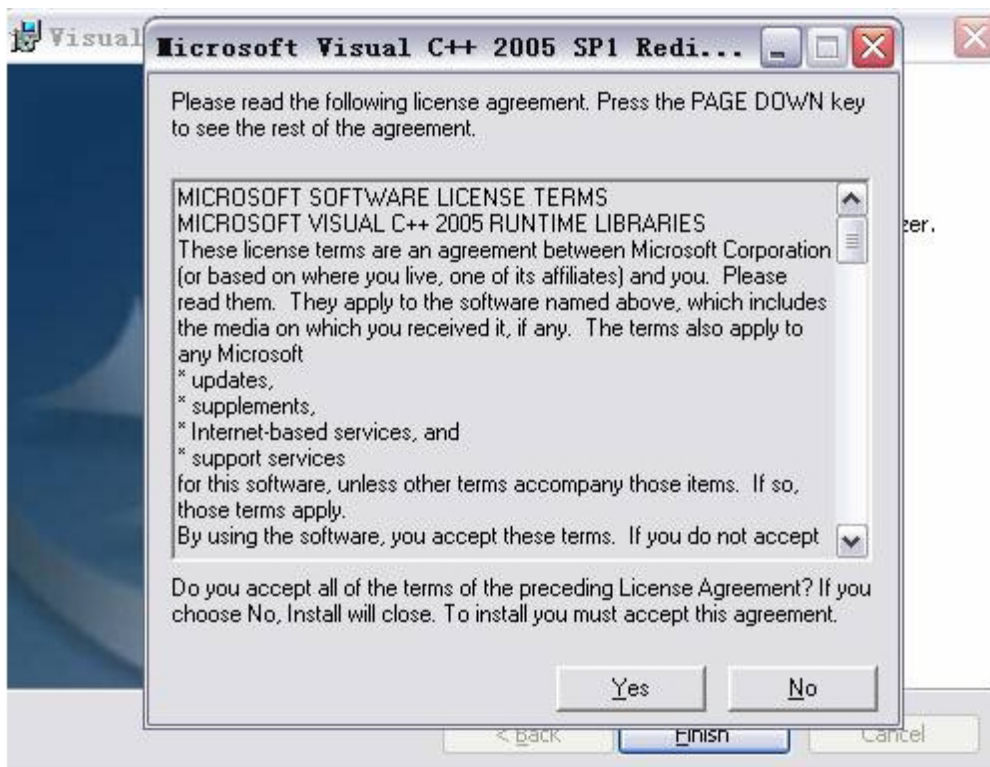 Visual
Microsoft Visual C++ 2005 SP1 Redi...
Please read the following license agreement. Press the PAGE DOWN key
to see the rest of the agreement.
MICROSOFT SOFTWARE LICENSE TERMS
MICROSOFT VISUAL C++ 2005 RUNTIME LIBRARIES
These license terms are an agreement between Microsoft Corporation
(or based on where you live, one of its affiliates) and you.  Please
read them.  They apply to the software named above, which includes
the media on which you received it, if any.  The terms also apply to
any Microsoft
* updates,
* supplements,
* Internet-based services, and
* support services
for this software, unless other terms accompany those items.  If so,
those terms apply.
By using the software, you accept these terms.  If you do not accept
zer.
Do you accept all of the terms of the preceding License Agreement? If you
choose No, Install will close. To install you must accept this agreement.
Yes No
< Back Finish Cancel